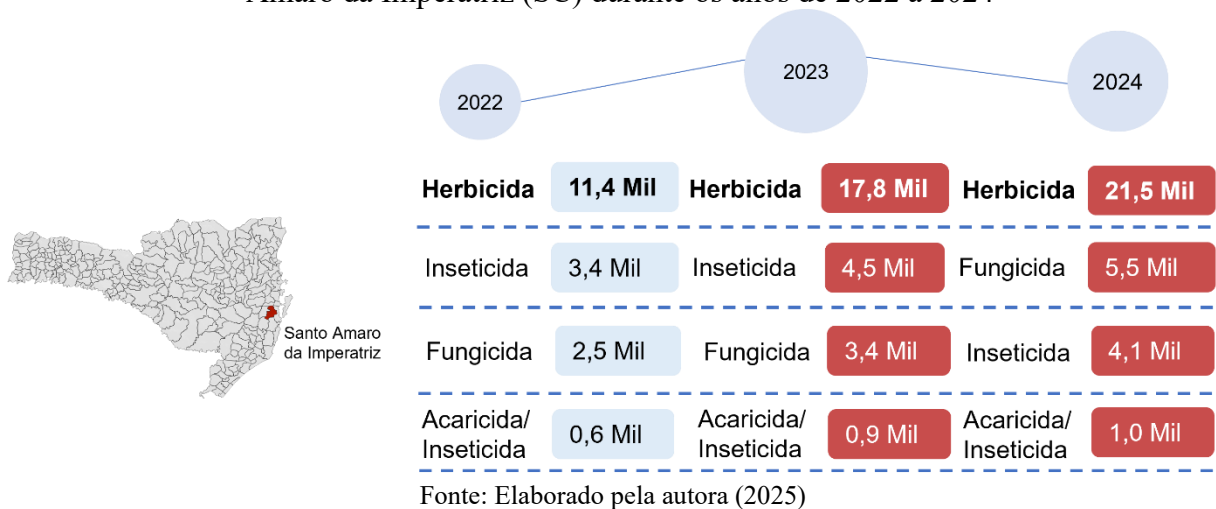 Amaro da Imperatriz (SC) durante os anos de 2022 a 2024
2022
2023
2024
Herbicida 11,4 Mil Herbicida 17,8 Mil Herbicida 21,5 Mil
Inseticida 3,4 Mil Inseticida 4,5 Mil Fungicida 5,5 Mil
Santo Amaro
da Imperatriz
Fungicida 2,5 Mil Fungicida 3,4 Mil Inseticida 4,1 Mil
Acaricida/
Inseticida 0,6 Mil Acaricida/
Inseticida 0,9 Mil Acaricida/
Inseticida 1,0 Mil
Fonte: Elaborado pela autora (2025)